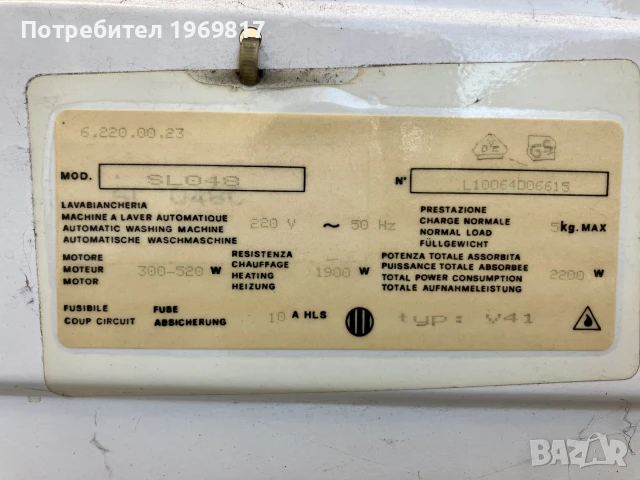 Потребител 1969817
6.220.00.23
MOD. SL048
N° L10064D06615
LAVABIANCHERIA
MACHINE A LAVER AUTOMATIQUE
AUTOMATIC WASHING MACHINE
AUTOMATISCHE WASCHMASCHINE
220 V ~ 50 Hz
PRESTAZIONE
CHARGE NORMALE
NORMAL LOAD
FÜLLGEWICHT
5 kg. MAX
MOTORE
MOTEUR
MOTOR
300-520 W
RESISTENZA
CHAUFFAGE
HEATING
HEIZUNG
1900 W
POTENZA TOTALE ASSORBITA
PUISSANCE TOTALE ABSORBEE
TOTAL POWER CONSUMPTION
TOTALE AUFNAHMELEISTUNG
2200 W
FUSIBILE
COUP CIRCUIT
FUBE
ABSICHERUNG
10 A HLS
typ: V41
BAZAR.bg